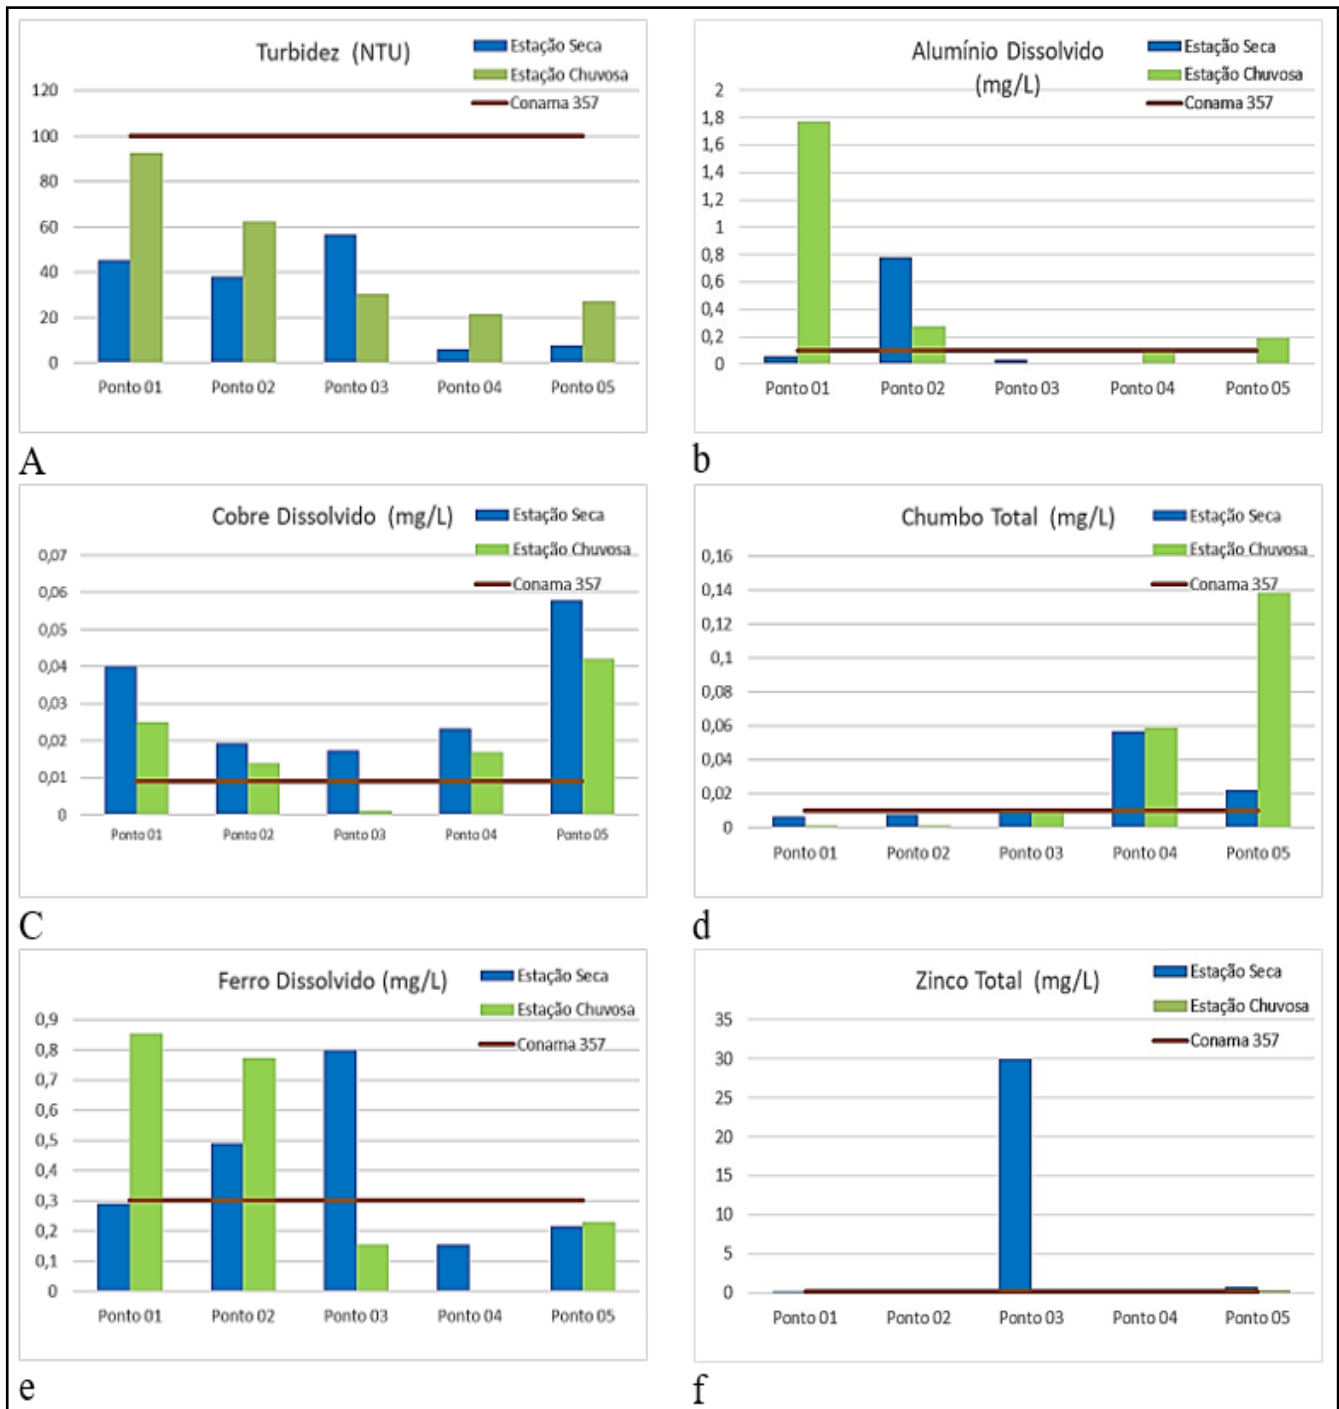 Turbidez (NTU)
Estação Seca
Estação Chuvosa
Conama 357
120
100
80
60
40
20
0
Ponto 01 Ponto 02 Ponto 03 Ponto 04 Ponto 05
A
Alumínio Dissolvido
(mg/L)
Estação Seca
Estação Chuvosa
Conama 357
2
1,8
1,6
1,4
1,2
1
0,8
0,6
0,4
0,2
0
Ponto 01 Ponto 02 Ponto 03 Ponto 04 Ponto 05
b
Cobre Dissolvido (mg/L)
Estação Seca
Estação Chuvosa
Conama 357
0,07
0,06
0,05
0,04
0,03
0,02
0,01
0
Ponto 01 Ponto 02 Ponto 03 Ponto 04 Ponto 05
C
Chumbo Total (mg/L)
Estação Seca
Estação Chuvosa
Conama 357
0,16
0,14
0,12
0,1
0,08
0,06
0,04
0,02
0
Ponto 01 Ponto 02 Ponto 03 Ponto 04 Ponto 05
d
Ferro Dissolvido (mg/L)
Estação Seca
Estação Chuvosa
Conama 357
0,9
0,8
0,7
0,6
0,5
0,4
0,3
0,2
0,1
0
Ponto 01 Ponto 02 Ponto 03 Ponto 04 Ponto 05
e
Zinco Total (mg/L)
Estação Seca
Estação Chuvosa
Conama 357
35
30
25
20
15
10
5
0
Ponto 01 Ponto 02 Ponto 03 Ponto 04 Ponto 05
f